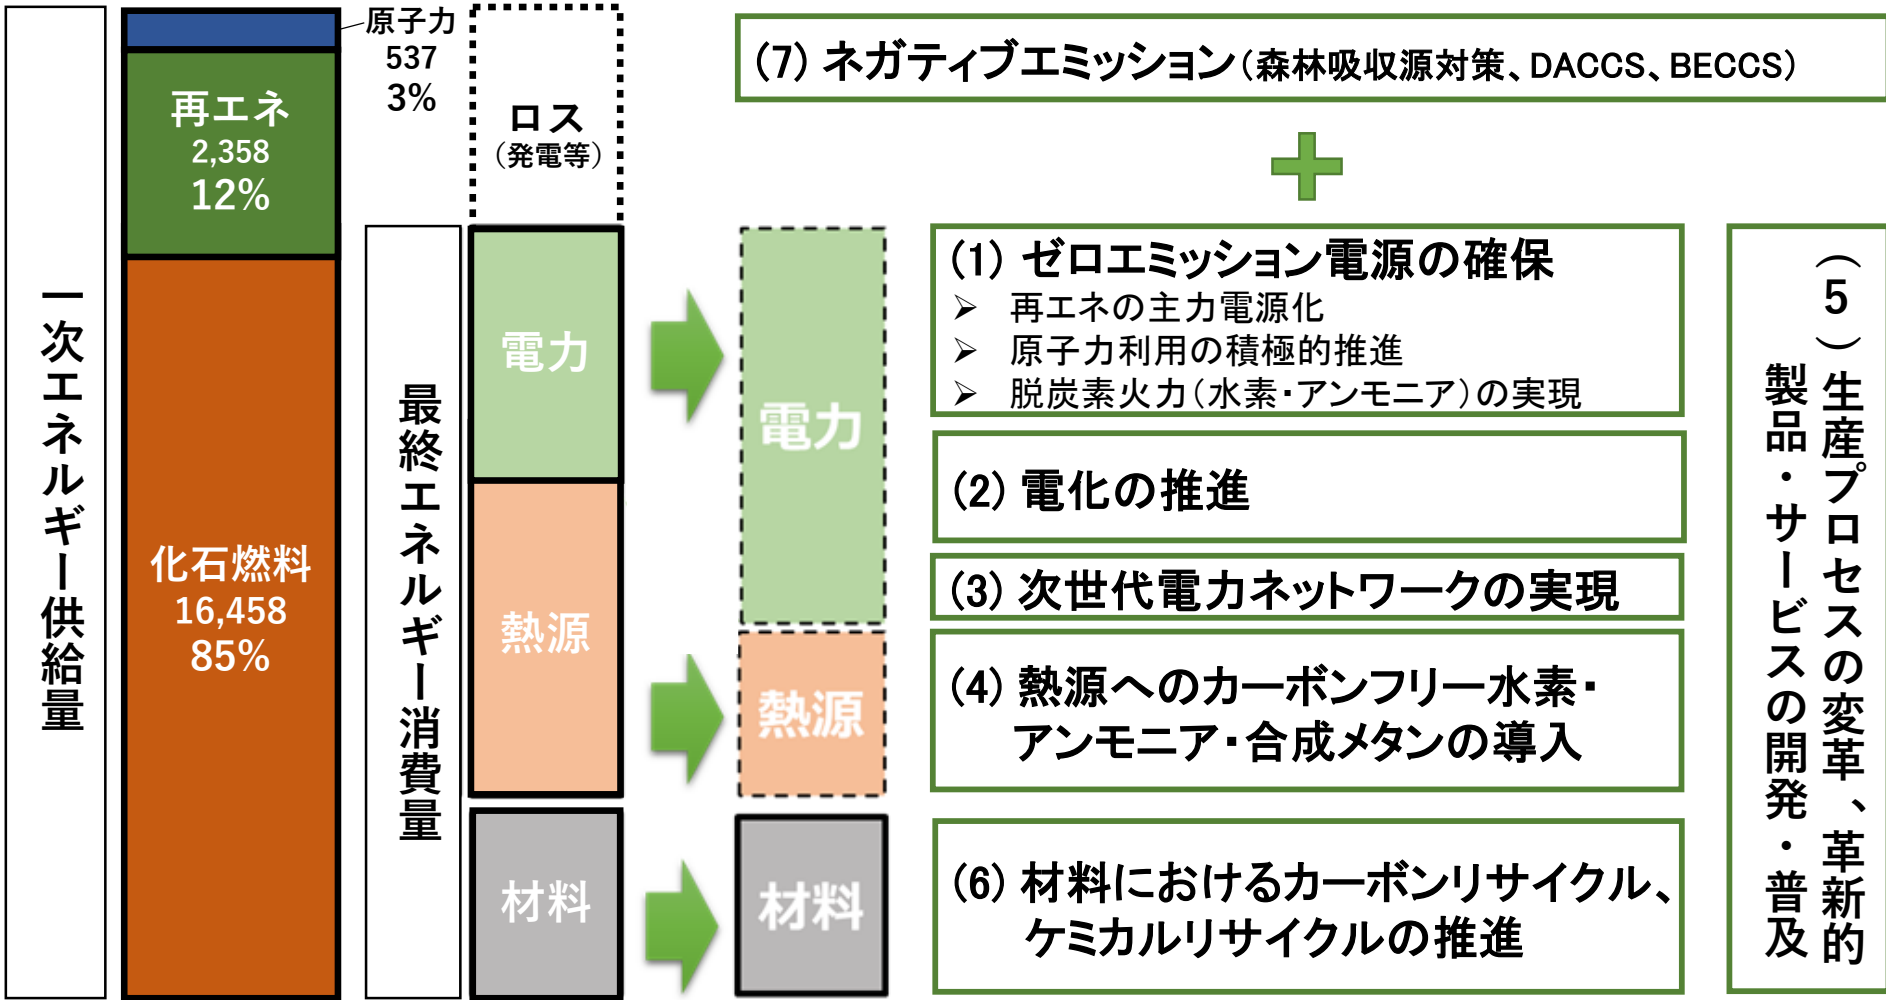 一次エネルギー供給量
原子力
537
3%
再エネ
2,358
12%
化石燃料
16,458
85%
最終エネルギー消費量
ロス
(発電等)
電力
熱源
材料
電力
熱源
材料
(7) ネガティブエミッション(森林吸収源対策、DACCS、BECCS)
(1) ゼロエミッション電源の確保
➢ 再エネの主力電源化
➢ 原子力利用の積極的推進
➢ 脱炭素火力(水素・アンモニア)の実現
(2) 電化の推進
(3) 次世代電力ネットワークの実現
(4) 熱源へのカーボンフリー水素・
アンモニア・合成メタンの導入
(6) 材料におけるカーボンリサイクル、
ケミカルリサイクルの推進
(5)生産プロセスの変革、革新的
製品・サービスの開発・普及